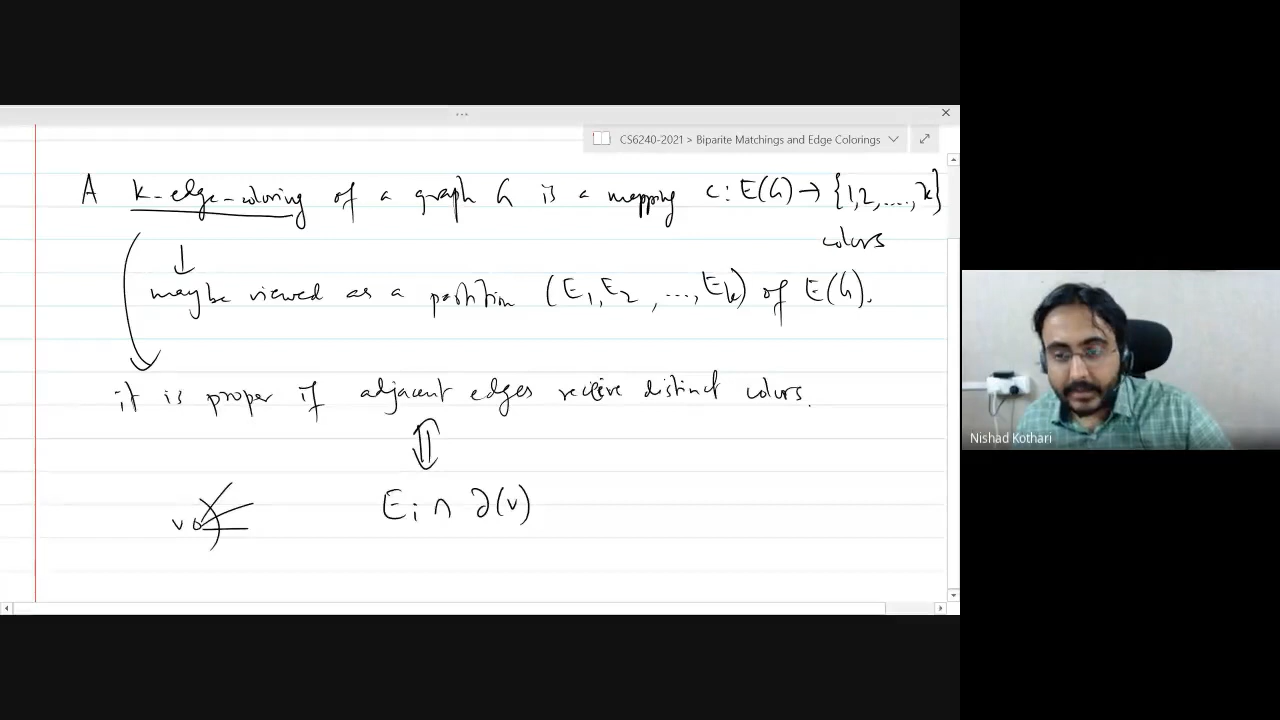 CS6240-2021 > Biparite Matchings and Edge Colorings
A k-edge-coloring of a graph G is a mapping c : E(G) → {1,2,....,k}
colors
↓
maybe viewed as a partition (E₁, E₂, ..., Eₖ) of E(G).
it is proper if adjacent edges receive distinct colors.
⇕
v Eᵢ ∩ ∂(v)
Nishad Kothari